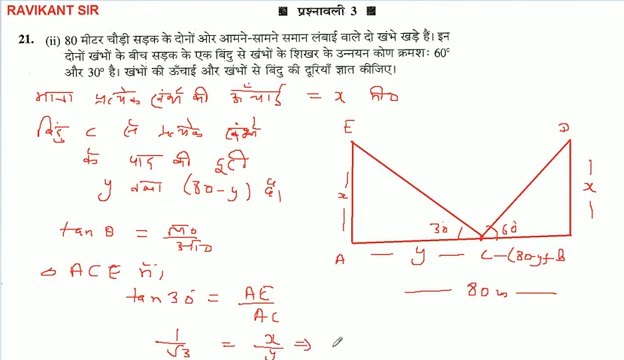 RAVIKANT SIR
प्रश्नावली 3
21. (ii) 80 मीटर चौड़ी सड़क के दोनों ओर आमने-सामने समान लंबाई वाले दो खंभे खड़े हैं। इन
दोनों खंभों के बीच सड़क के एक बिंदु से खंभों के शिखर के उन्नयन कोण क्रमशः 60°
और 30° है। खंभों की ऊँचाई और खंभों से बिंदु की दूरियाँ ज्ञात कीजिए।
माना प्रत्येक खंभे की ऊँचाई = x मी०
बिंदु C से प्रत्येक खंभे
के पाद की दूरी
y तथा (80-y) है।
tan θ = लम्ब/आधार
△ ACE में,
tan 30° = AE/AC
1/√3 = x/y ⇒
E D
x x
30° 60°
A — y — C -(80-y)- B
80 m